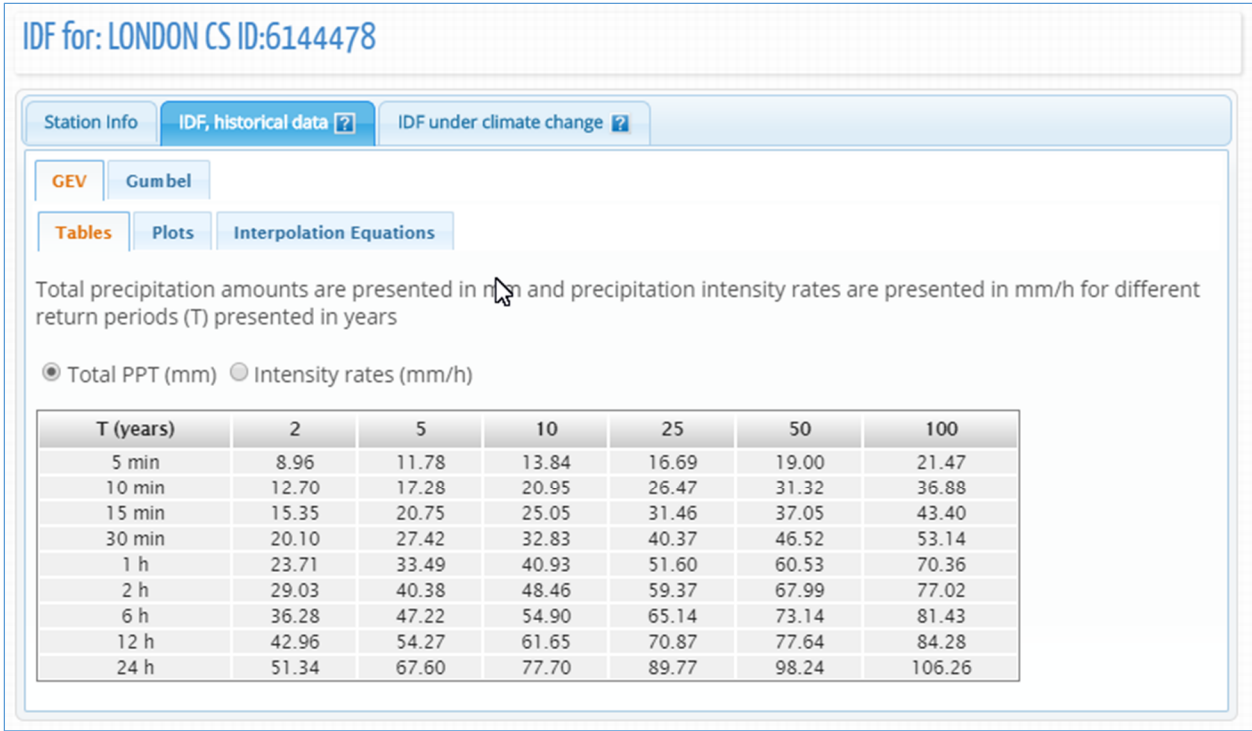 IDF for: LONDON CS ID:6144478
Station Info IDF, historical data ? IDF under climate change ?
GEV Gumbel
Tables Plots Interpolation Equations
Total precipitation amounts are presented in mm and precipitation intensity rates are presented in mm/h for different
return periods (T) presented in years
Total PPT (mm) Intensity rates (mm/h)
T (years) 2 5 10 25 50 100
5 min 8.96 11.78 13.84 16.69 19.00 21.47
10 min 12.70 17.28 20.95 26.47 31.32 36.88
15 min 15.35 20.75 25.05 31.46 37.05 43.40
30 min 20.10 27.42 32.83 40.37 46.52 53.14
1 h 23.71 33.49 40.93 51.60 60.53 70.36
2 h 29.03 40.38 48.46 59.37 67.99 77.02
6 h 36.28 47.22 54.90 65.14 73.14 81.43
12 h 42.96 54.27 61.65 70.87 77.64 84.28
24 h 51.34 67.60 77.70 89.77 98.24 106.26